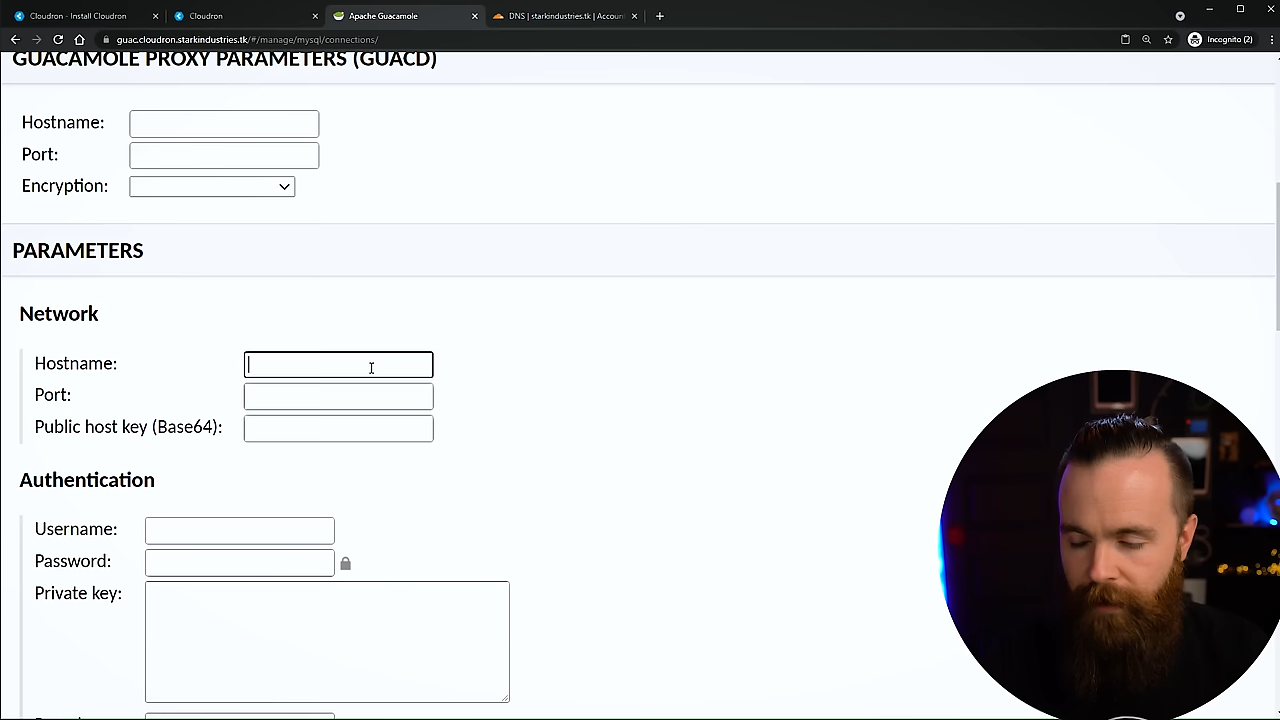 Cloudron - Install Cloudron
Cloudron
Apache Guacamole
DNS | starkindustries.tk | Account
guac.cloudron.starkindustries.tk/#/manage/mysql/connections/
Incognito (2)
GUACAMOLE PROXY PARAMETERS (GUACD)
Hostname:
Port:
Encryption:
PARAMETERS
Network
Hostname:
Port:
Public host key (Base64):
Authentication
Username:
Password:
Private key: